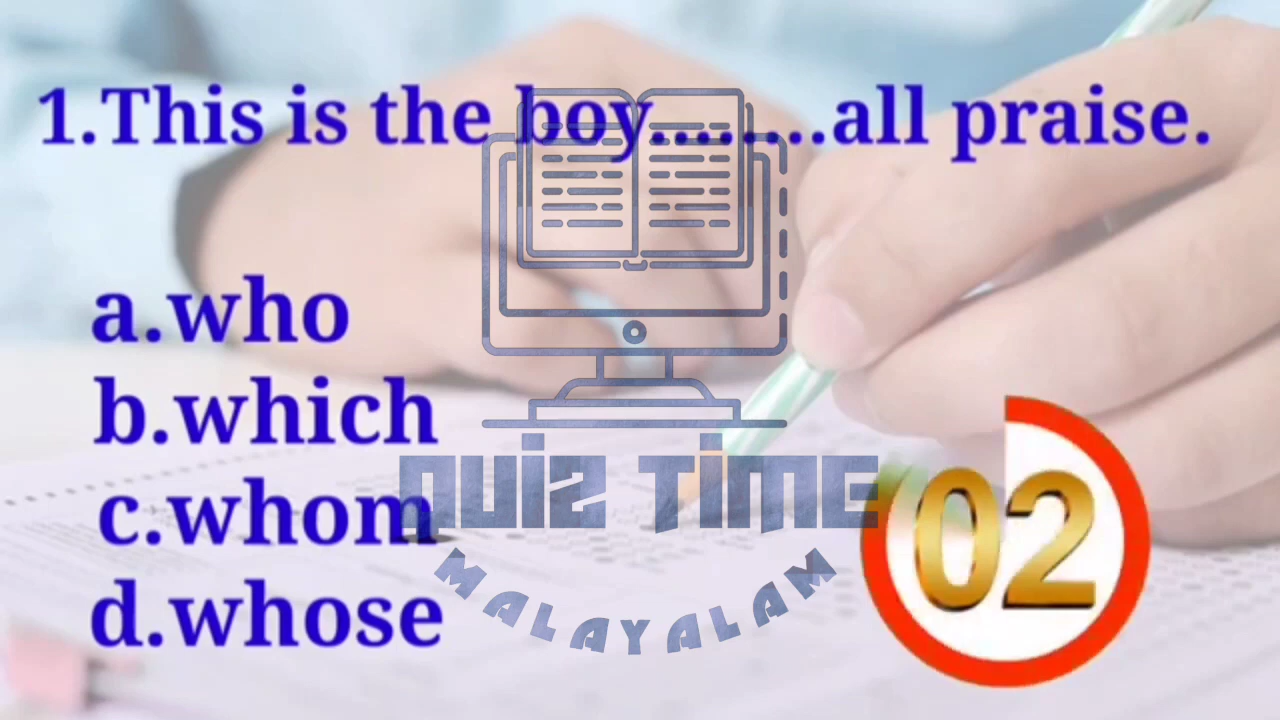 1.This is the boy........all praise.
a.who
b.which
c.whom
d.whose
QUIZ TIME
MALAYALAM
02